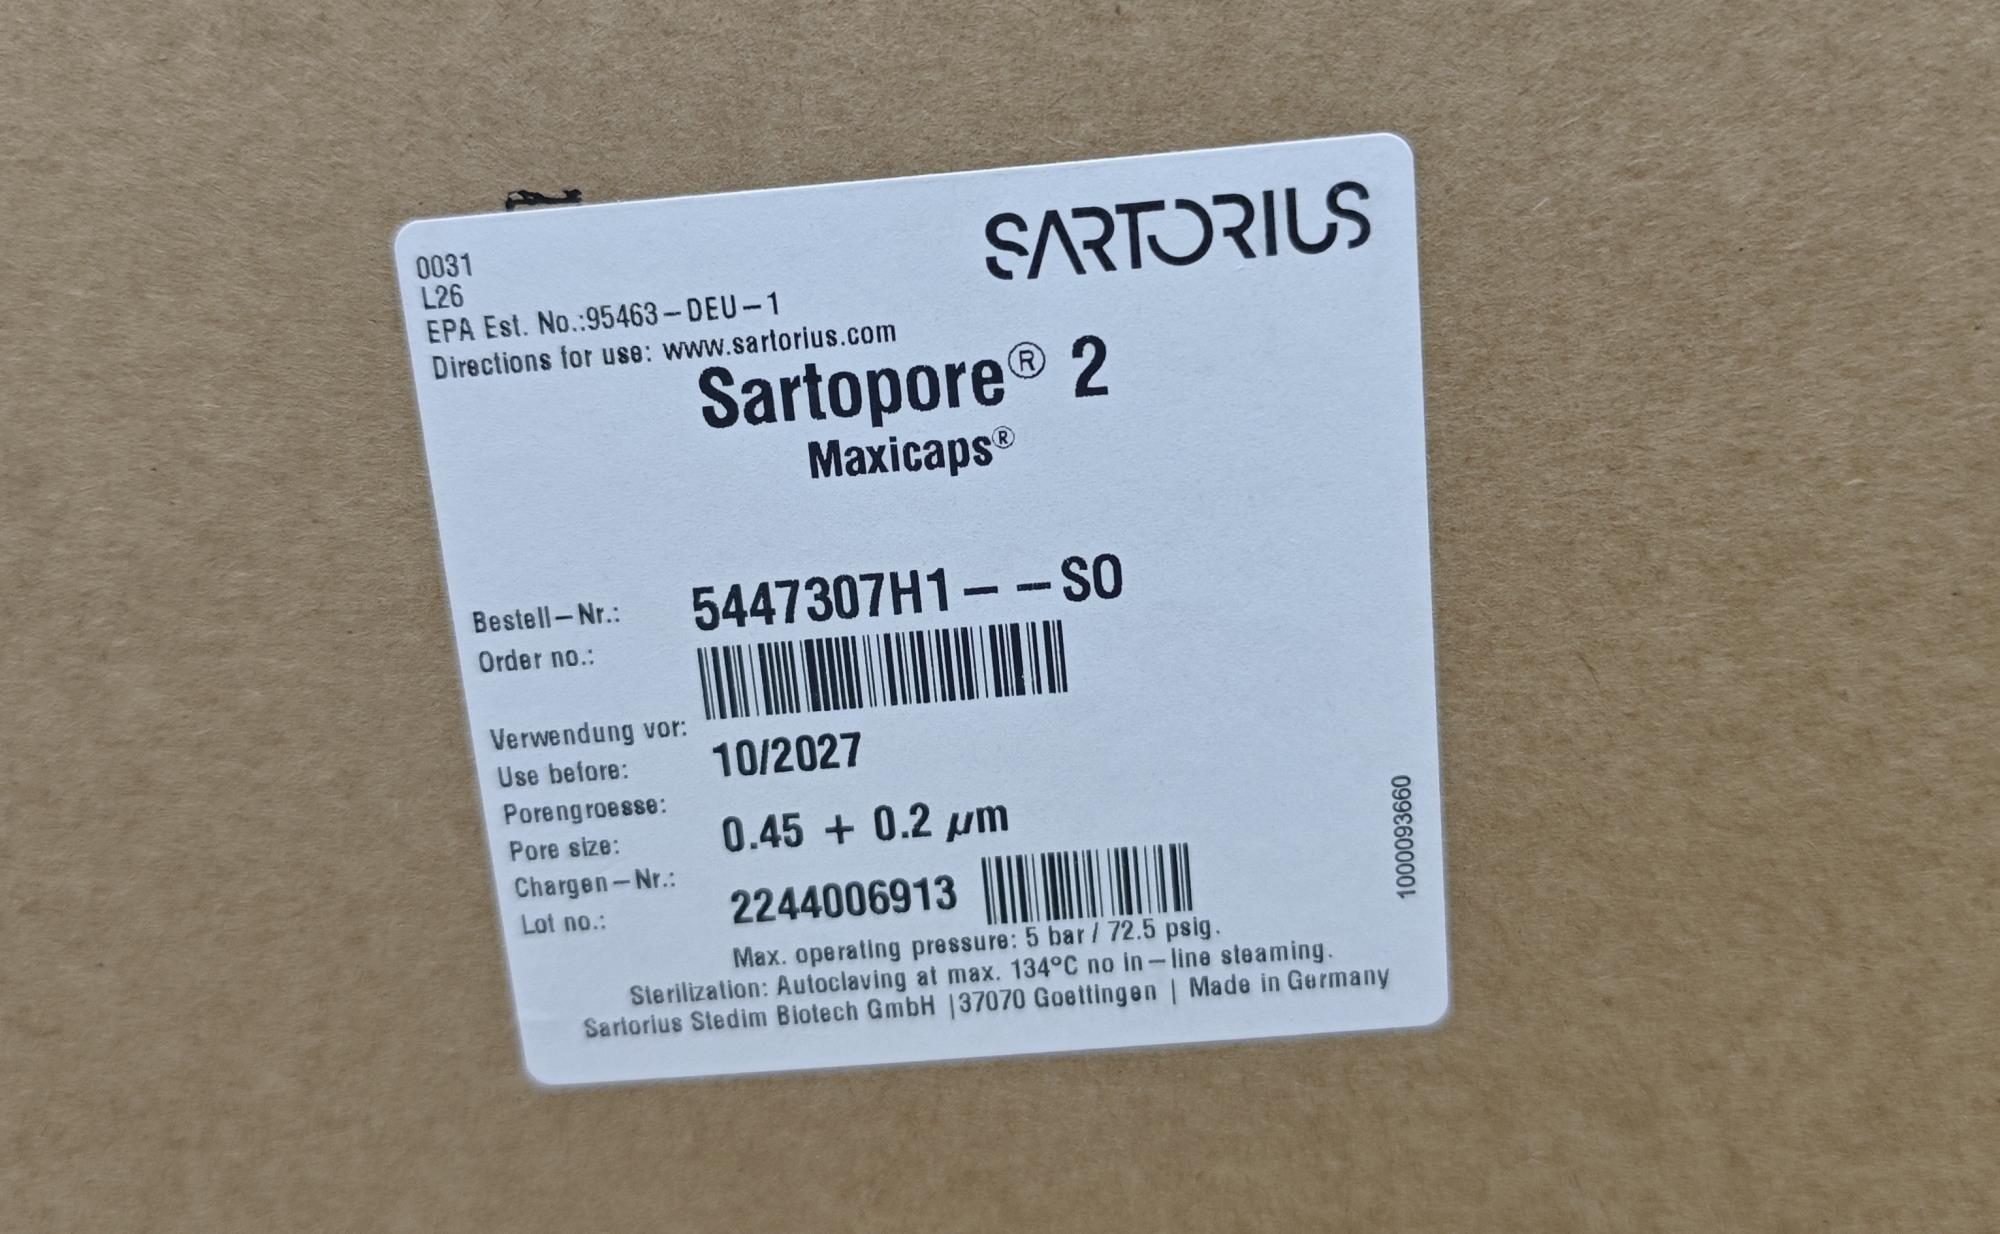 SARTORIUS
0031
L26
EPA Est. No.:95463-DEU-1
Directions for use: www.sartorius.com
Sartopore® 2
Maxicaps®
Bestell-Nr.: 5447307H1--SO
Order no.:
Verwendung vor: 10/2027
Use before:
Porengroesse: 0.45 + 0.2 µm
Pore size:
Chargen-Nr.: 2244006913
Lot no.:
Max. operating pressure: 5 bar / 72.5 psig.
Sterilization: Autoclaving at max. 134°C no in-line steaming.
Sartorius Stedim Biotech GmbH |37070 Goettingen | Made in Germany
1000093660